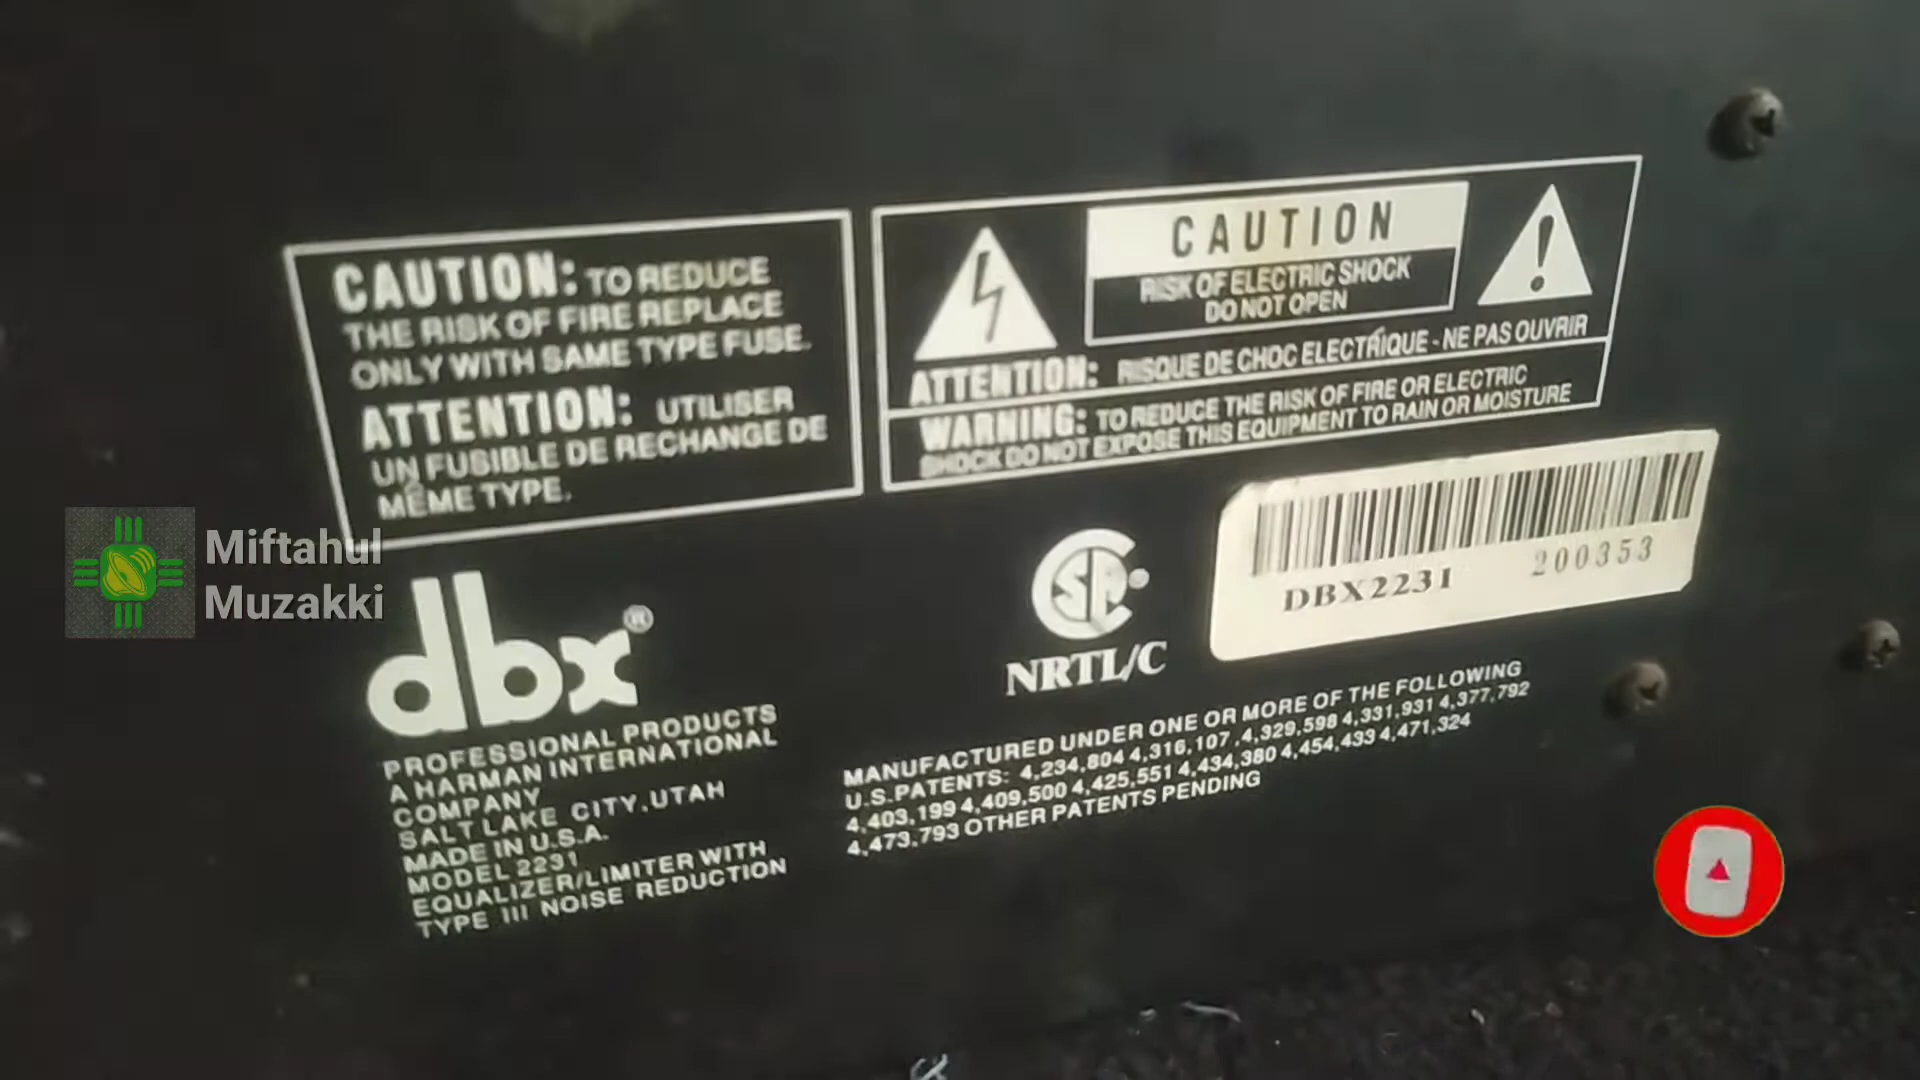 CAUTION: TO REDUCE
THE RISK OF FIRE REPLACE
ONLY WITH SAME TYPE FUSE.
ATTENTION: UTILISER
UN FUSIBLE DE RECHANGE DE
MÊME TYPE.
CAUTION
RISK OF ELECTRIC SHOCK
DO NOT OPEN
ATTENTION: RISQUE DE CHOC ELECTRIQUE - NE PAS OUVRIR
WARNING: TO REDUCE THE RISK OF FIRE OR ELECTRIC
SHOCK DO NOT EXPOSE THIS EQUIPMENT TO RAIN OR MOISTURE
Miftahul
Muzakki
dbx®
PROFESSIONAL PRODUCTS
A HARMAN INTERNATIONAL
COMPANY
SALT LAKE CITY, UTAH
MADE IN U.S.A.
MODEL 2231
EQUALIZER/LIMITER WITH
TYPE III NOISE REDUCTION
NRTL/C
DBX2231 200353
MANUFACTURED UNDER ONE OR MORE OF THE FOLLOWING
U.S. PATENTS: 4,234,804 4,316,107 ,4,329,598 4,331,931 4,377,792
4,403,199 4,409,500 4,425,551 4,434,380 4,454,433 4,471,324
4,473,793 OTHER PATENTS PENDING